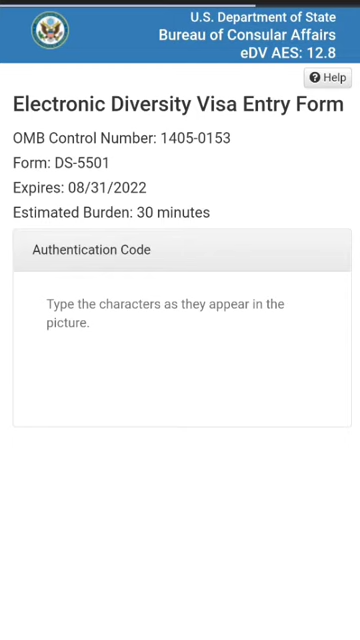 U.S. Department of State
Bureau of Consular Affairs
eDV AES: 12.8
Help
Electronic Diversity Visa Entry Form
OMB Control Number: 1405-0153
Form: DS-5501
Expires: 08/31/2022
Estimated Burden: 30 minutes
Authentication Code
Type the characters as they appear in the
picture.